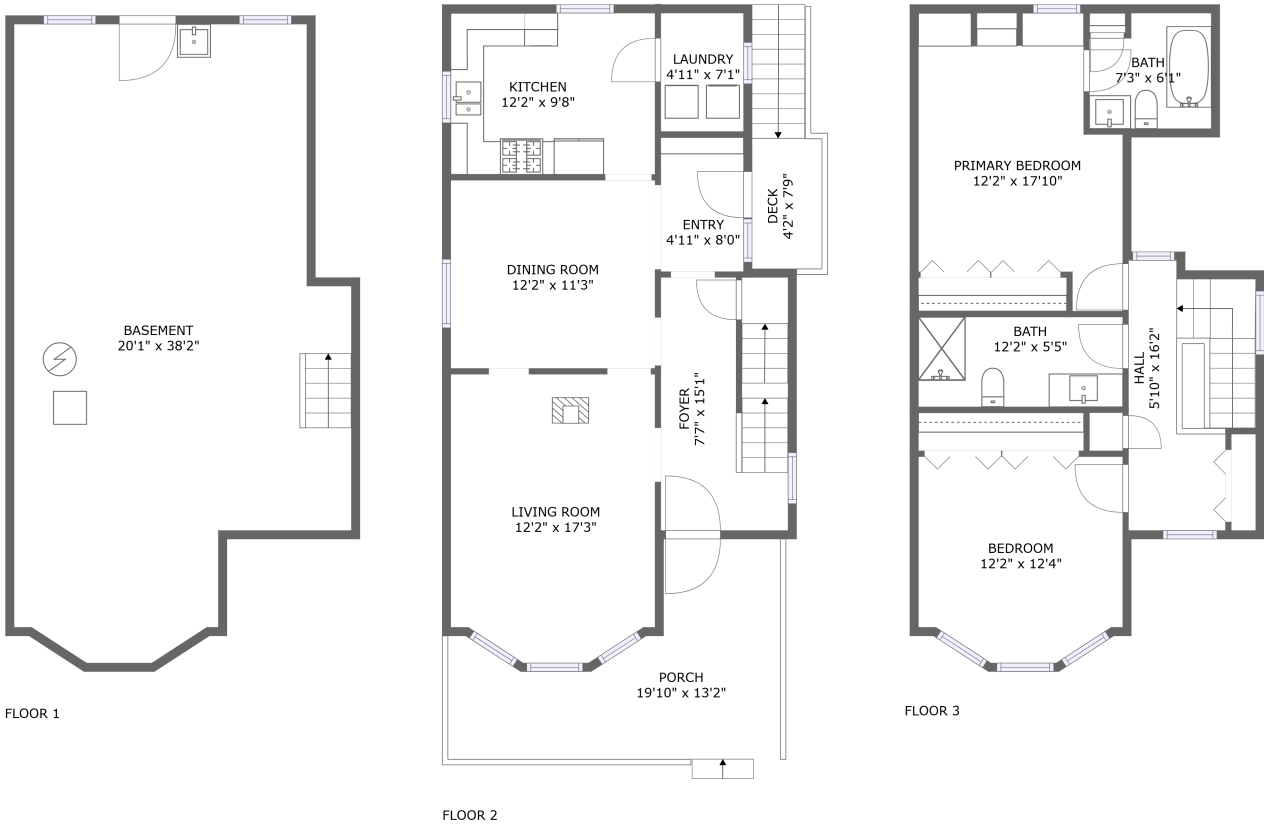 BASEMENT
20'1" x 38'2"
FLOOR 1
KITCHEN
12'2" x 9'8"
LAUNDRY
4'11" x 7'1"
DECK
4'2" x 7'9"
ENTRY
4'11" x 8'0"
DINING ROOM
12'2" x 11'3"
FOYER
7'7" x 15'1"
LIVING ROOM
12'2" x 17'3"
PORCH
19'10" x 13'2"
FLOOR 2
BATH
7'3" x 6'1"
PRIMARY BEDROOM
12'2" x 17'10"
BATH
12'2" x 5'5"
HALL
5'10" x 16'2"
BEDROOM
12'2" x 12'4"
FLOOR 3